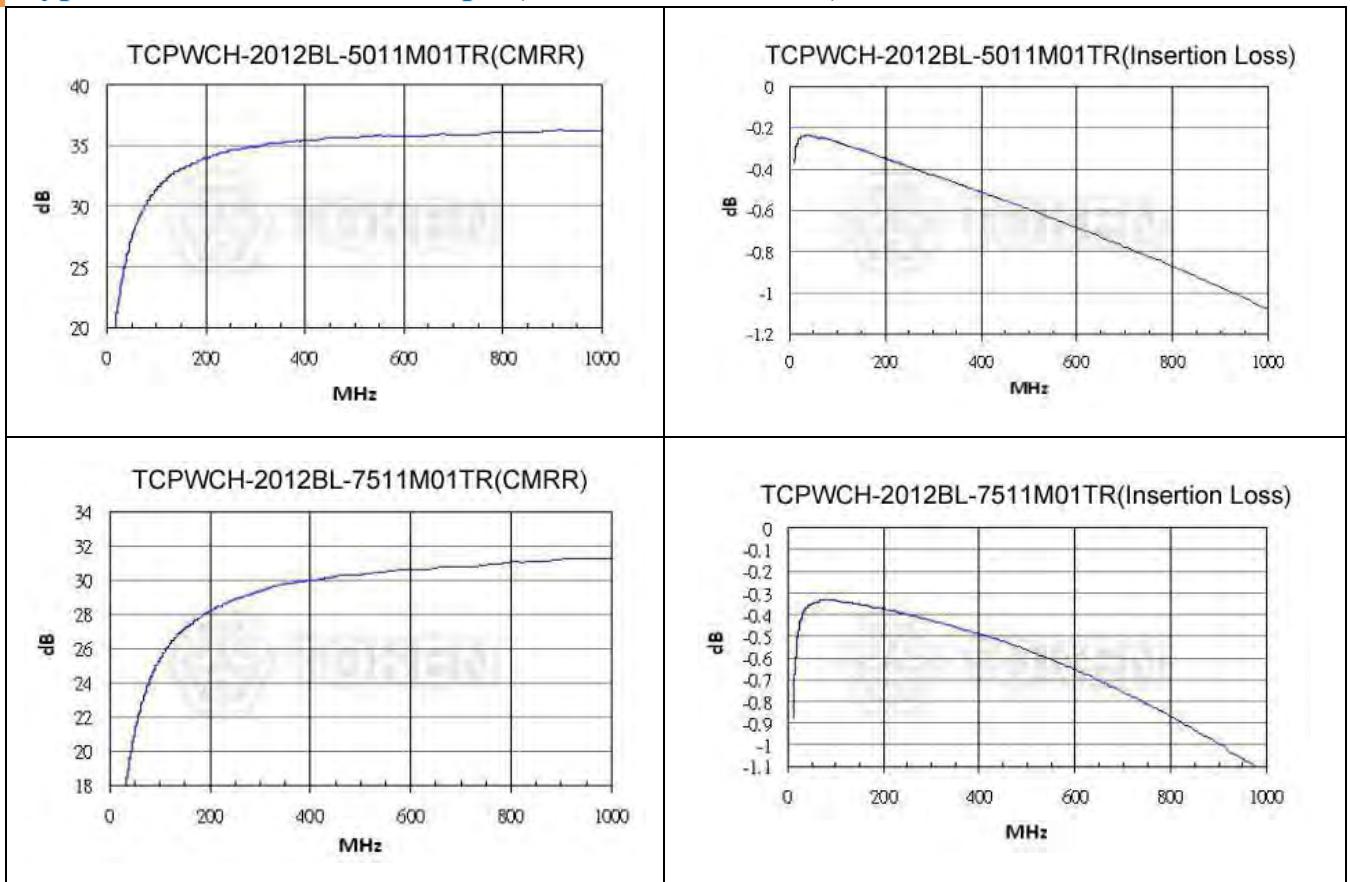 TCPWCH-2012BL-5011M01TR(CMRR)
40
35
30
25
20
dB
0 200 400 600 800 1000
MHz
TCPWCH-2012BL-5011M01TR(Insertion Loss)
0
-0.2
-0.4
-0.6
-0.8
-1
-1.2
dB
0 200 400 600 800 1000
MHz
TCPWCH-2012BL-7511M01TR(CMRR)
34
32
30
28
26
24
22
20
18
dB
0 200 400 600 800 1000
MHz
TCPWCH-2012BL-7511M01TR(Insertion Loss)
0
-0.1
-0.2
-0.3
-0.4
-0.5
-0.6
-0.7
-0.8
-0.9
-1
-1.1
dB
0 200 400 600 800 1000
MHz